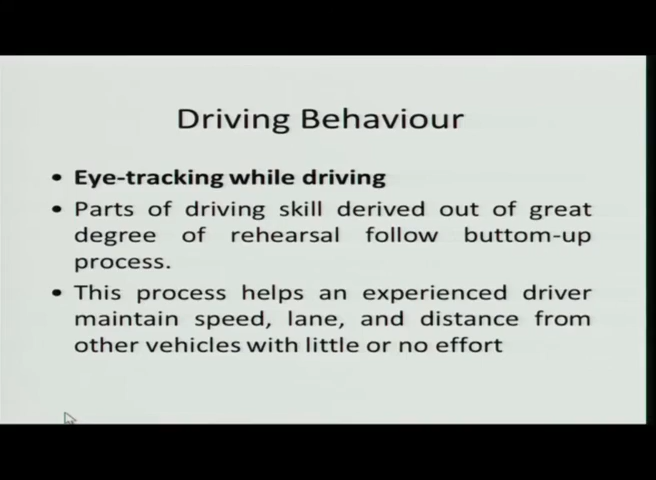 Driving Behaviour
• Eye-tracking while driving
• Parts of driving skill derived out of great
degree of rehearsal follow buttom-up
process.
• This process helps an experienced driver
maintain speed, lane, and distance from
other vehicles with little or no effort